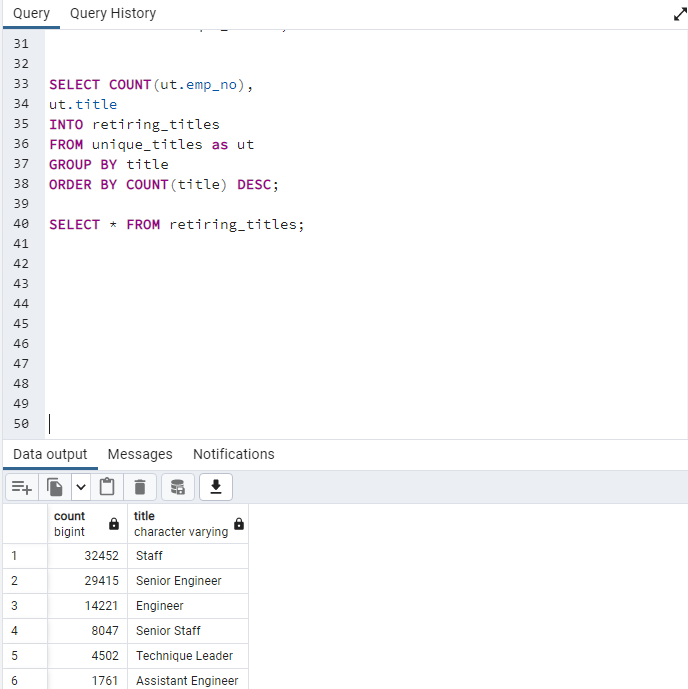 Query Query History
31
32
33 SELECT COUNT(ut.emp_no),
34 ut.title
35 INTO retiring_titles
36 FROM unique_titles as ut
37 GROUP BY title
38 ORDER BY COUNT(title) DESC;
39
40 SELECT * FROM retiring_titles;
41
42
43
44
45
46
47
48
49
50
Data output Messages Notifications
count title
bigint character varying
1 32452 Staff
2 29415 Senior Engineer
3 14221 Engineer
4 8047 Senior Staff
5 4502 Technique Leader
6 1761 Assistant Engineer